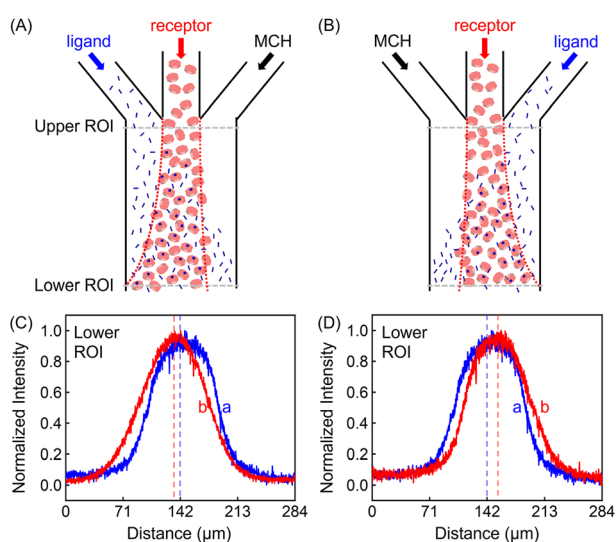 (A)
receptor
ligand
MCH
Upper ROI
Lower ROI
(B)
receptor
MCH
ligand
(C)
Lower
ROI
Normalized Intensity
1.0
0.8
0.6
0.4
0.2
0.0
b
a
0
71
142
213
284
Distance (µm)
(D)
Lower
ROI
Normalized Intensity
1.0
0.8
0.6
0.4
0.2
0.0
a
b
0
71
142
213
284
Distance (µm)